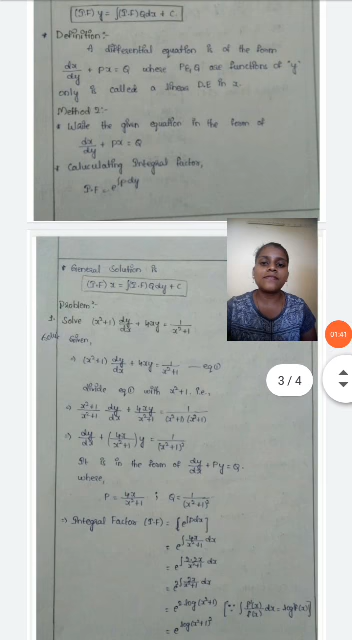 (I.F) y = ∫(I.F) Q dx + C.
* Definition:-
A differential equation is of the form
dx/dy + Px = Q where P, Q are functions of "y"
only is called a linear D.E in x.
Method 2:-
* Write the given equation in the form of
dx/dy + Px = Q
* Caluculating Integral factor,
I.F = e^∫P dy
* General Solution is
(I.F) x = ∫(I.F) Q dy + C
01:41
Problem:-
1. Solve (x²+1) dy/dx + 4xy = 1/(x²+1)
Given,
⇒ (x²+1) dy/dx + 4xy = 1/(x²+1) — eq①
3 / 4
divide eq① with x²+1. i.e.,
⇒ (x²+1)/(x²+1) dy/dx + 4xy/(x²+1) = 1/(x²+1)(x²+1)
⇒ dy/dx + (4x/(x²+1)) y = 1/(x²+1)²
It is in the form of dy/dx + Py = Q.
where,
P = 4x/(x²+1) ; Q = 1/(x²+1)²
⇒ Integral Factor (I.F) = [e^∫P dx]
= e^∫4x/(x²+1) dx
= e^∫2.2x/(x²+1) dx
= e^2∫2x/(x²+1) dx
= e^2 log (x²+1) [∵ ∫ f'(x)/f(x) dx = log f(x)]
= e^log (x²+1)²